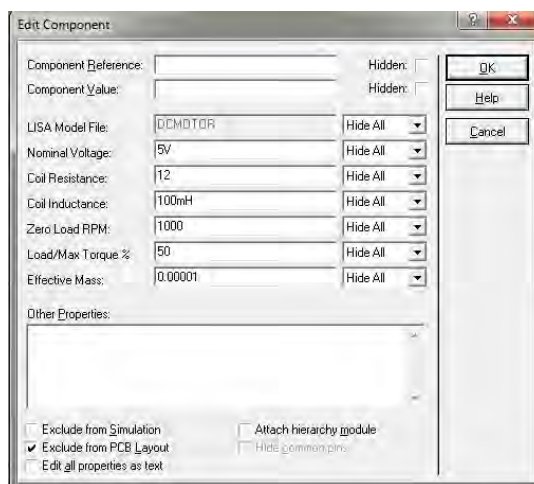 Edit Component
Component Reference: Hidden:
OK
Component Value: Hidden:
Help
LISA Model File: DCMOTOR Hide All
Cancel
Nominal Voltage: 5V Hide All
Coil Resistance: 12 Hide All
Coil Inductance: 100mH Hide All
Zero Load RPM: 1000 Hide All
Load/Max Torque % 50 Hide All
Effective Mass: 0.00001 Hide All
Other Properties:
Exclude from Simulation Attach hierarchy module
Exclude from PCB Layout Hide common pins
Edit all properties as text